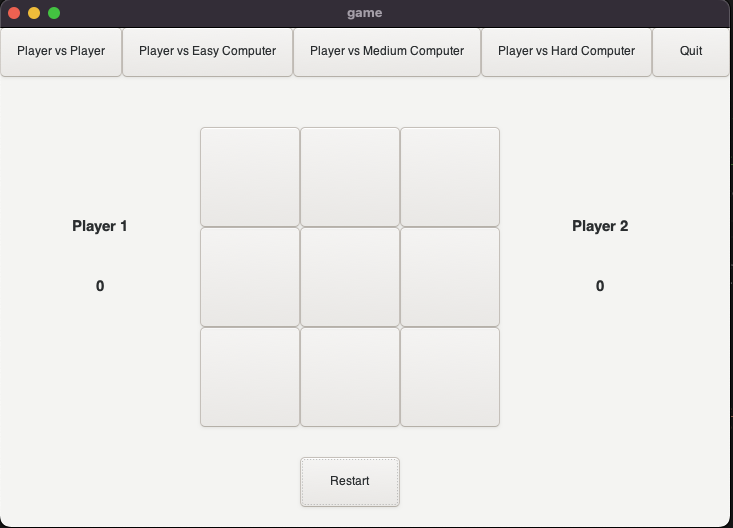 game
Player vs Player
Player vs Easy Computer
Player vs Medium Computer
Player vs Hard Computer
Quit
Player 1
Player 2
0
0
Restart